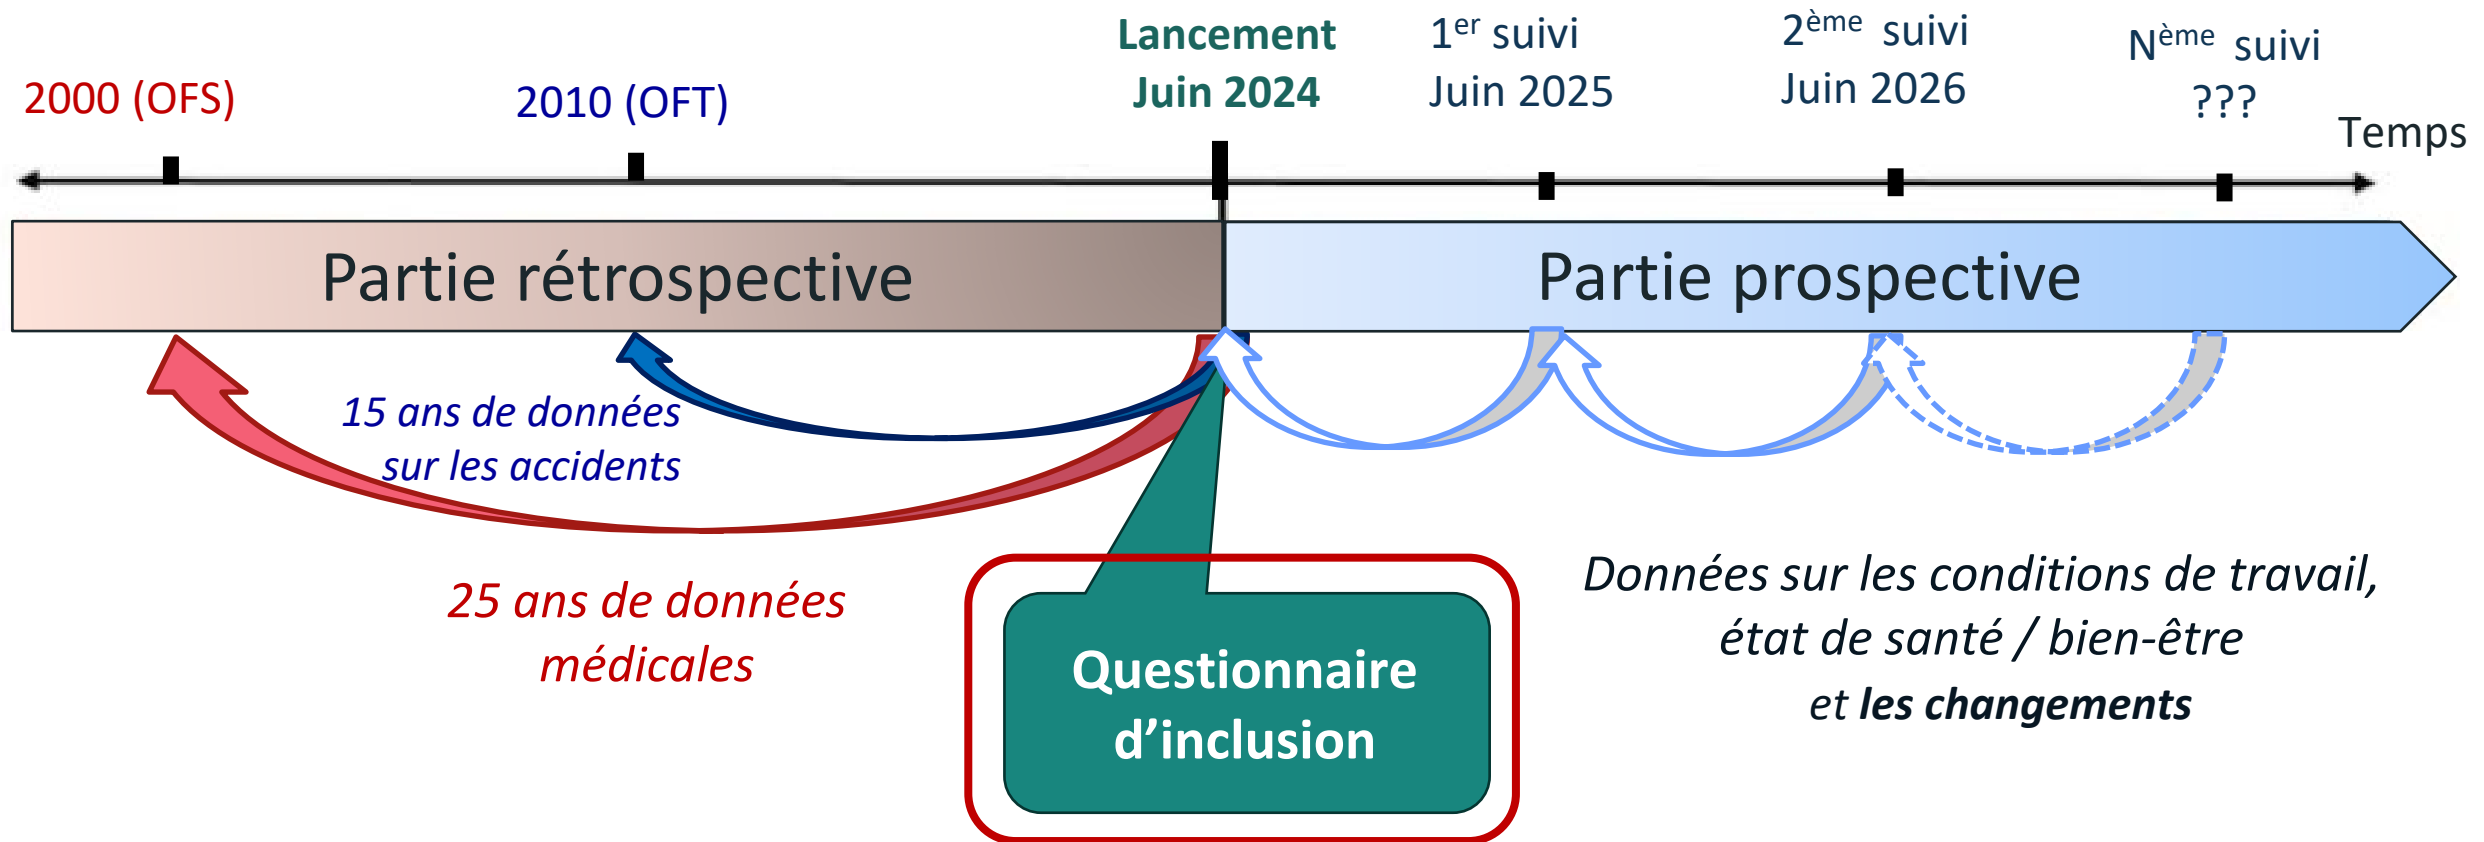 2000 (OFS)
2010 (OFT)
Lancement
Juin 2024
1er suivi
Juin 2025
2ème suivi
Juin 2026
Nème suivi
???
Temps
Partie rétrospective
Partie prospective
15 ans de données
sur les accidents
25 ans de données
médicales
Questionnaire
d’inclusion
Données sur les conditions de travail,
état de santé / bien-être
et les changements